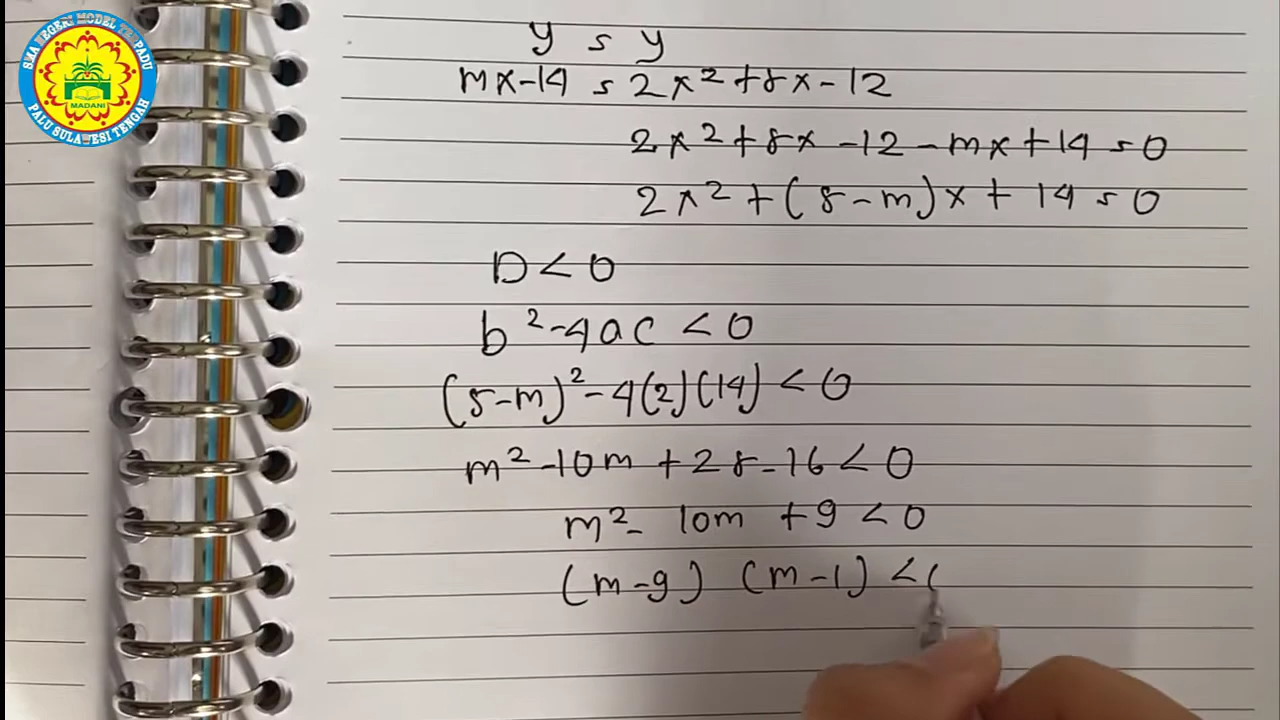 SMA NEGERI MODEL TERPADU
MADANI
PALU SULAWESI TENGAH
y = y
mx-14 = 2x²+8x-12
2x²+8x-12-mx+14=0
2x²+(8-m)x+14=0
D<0
b²-4ac<0
(5-m)²-4(2)(14)<0
m²-10m+28-16<0
m²-10m+9<0
(m-9)(m-1)<